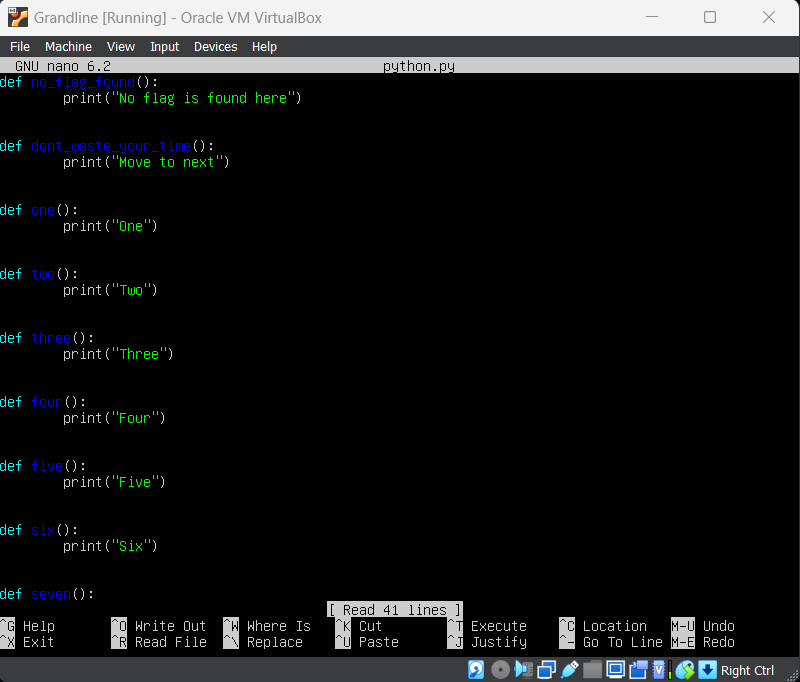 Grandline [Running] - Oracle VM VirtualBox
File Machine View Input Devices Help
GNU nano 6.2 python.py
def no_flag_found():
        print("No flag is found here")
def dont_waste_your_time():
        print("Move to next")
def one():
        print("One")
def two():
        print("Two")
def three():
        print("Three")
def four():
        print("Four")
def five():
        print("Five")
def six():
        print("Six")
def seven():
[ Read 41 lines ]
^G Help ^O Write Out ^W Where Is ^K Cut ^T Execute ^C Location M-U Undo
^X Exit ^R Read File ^\ Replace ^U Paste ^J Justify ^- Go To Line M-E Redo
Right Ctrl